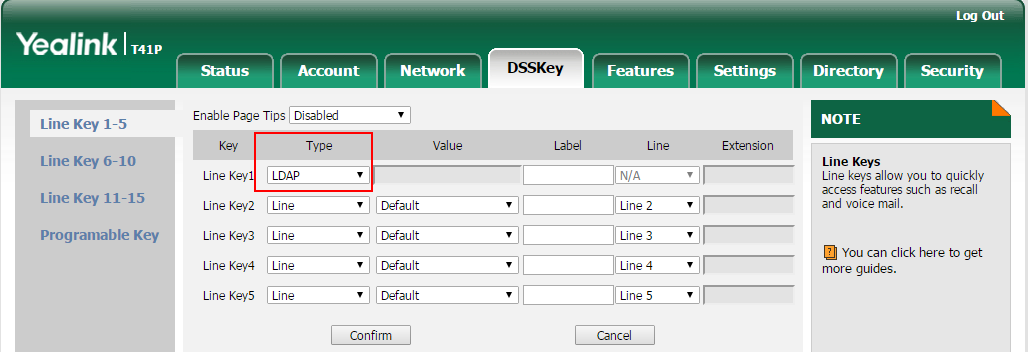 Log Out
Yealink T41P
Status Account Network DSSKey Features Settings Directory Security
Line Key 1-5
Line Key 6-10
Line Key 11-15
Programable Key
Enable Page Tips Disabled
Key Type Value Label Line Extension
Line Key1 LDAP N/A
Line Key2 Line Default Line 2
Line Key3 Line Default Line 3
Line Key4 Line Default Line 4
Line Key5 Line Default Line 5
Confirm Cancel
NOTE
Line Keys
Line keys allow you to quickly
access features such as recall
and voice mail.
? You can click here to get
more guides.